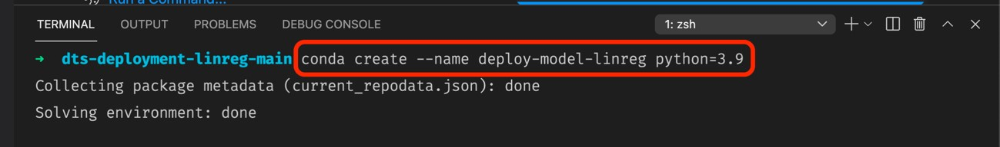 Run a Command...
TERMINAL OUTPUT PROBLEMS DEBUG CONSOLE 1: zsh
→ dts-deployment-linreg-main conda create --name deploy-model-linreg python=3.9
Collecting package metadata (current_repodata.json): done
Solving environment: done